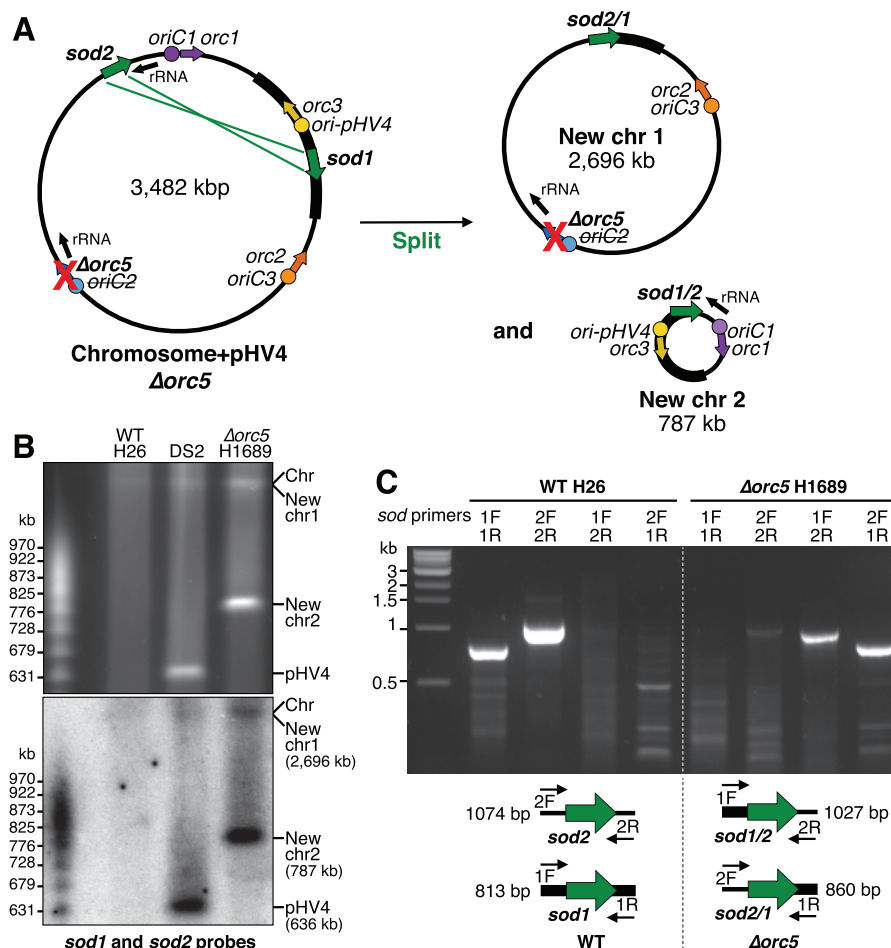 A
sod2
oriC1 orc1
rRNA
orc3
ori-pHV4
sod1
3,482 kbp
rRNA
Δorc5
oriC2
orc2
oriC3
Chromosome+pHV4
Δorc5
Split
sod2/1
orc2
oriC3
New chr 1
2,696 kb
rRNA
Δorc5
oriC2
and
sod1/2
rRNA
ori-pHV4
orc3
oriC1
orc1
New chr 2
787 kb
B
WT
H26
DS2
Δorc5
H1689
kb
970
922
873
825
776
728
679
631
Chr
New
chr1
New
chr2
pHV4
kb
970
922
873
825
776
728
679
631
Chr
New
chr1
(2,696 kb)
New
chr2
(787 kb)
pHV4
(636 kb)
sod1 and sod2 probes
C
WT H26
Δorc5 H1689
sod primers
1F 2F 1F 2F 1F 2F 1F 2F
1R 2R 2R 1R 1R 2R 2R 1R
kb
3
2
1.5
1
0.5
1074 bp
2F
2R
sod2
813 bp
1F
1R
sod1
WT
1F
2R
1027 bp
sod1/2
2F
1R
860 bp
sod2/1
Δorc5